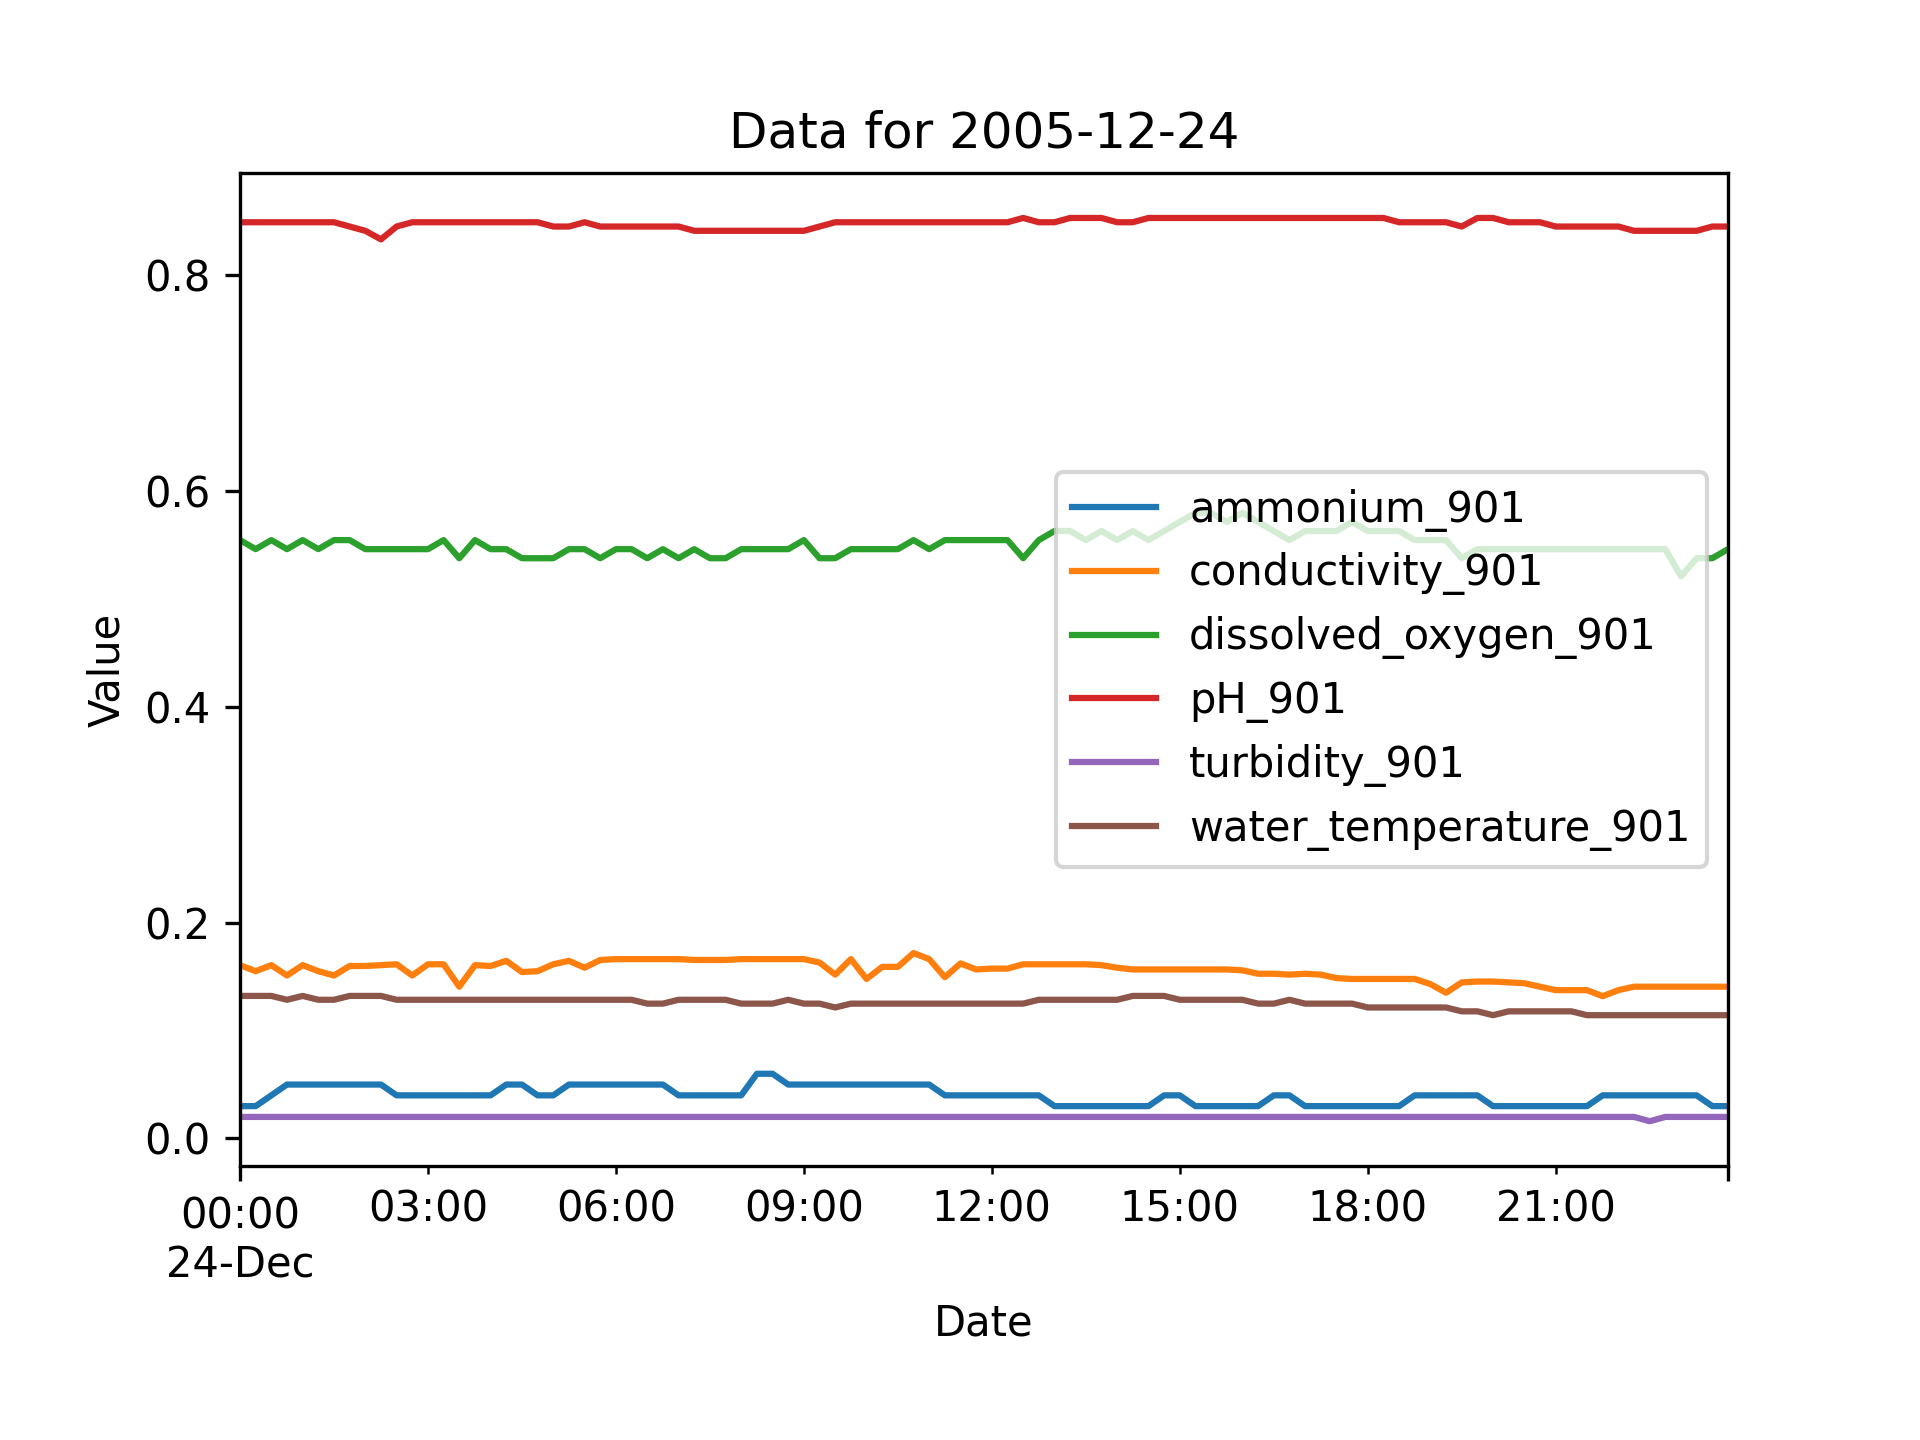 Data for 2005-12-24
Value
0.8
0.6
0.4
0.2
0.0
ammonium_901
conductivity_901
dissolved_oxygen_901
pH_901
turbidity_901
water_temperature_901
00:00 03:00 06:00 09:00 12:00 15:00 18:00 21:00
24-Dec
Date